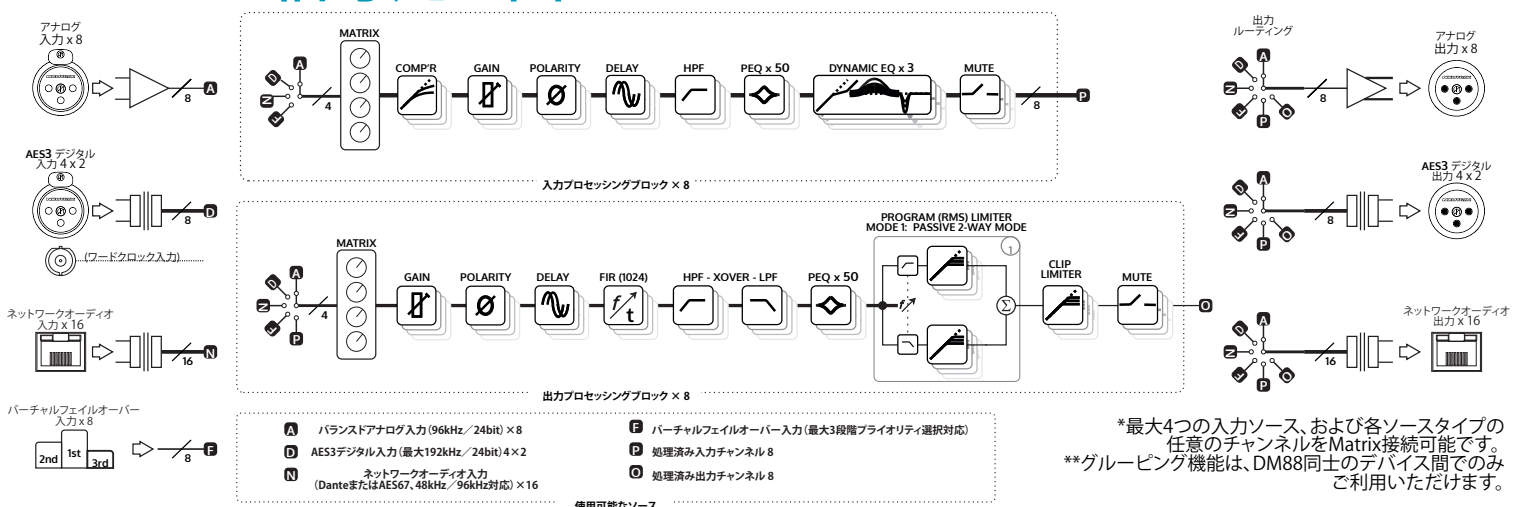 アナログ
入力 x 8
8
A
AES3 デジタル
入力 4 x 2
8
D
(ワードクロック入力)
ネットワークオーディオ
入力 x 16
16
N
バーチャルフェイルオーバー
入力 x 8
2nd
1st
3rd
8
F
MATRIX
A
D
N
F
4
COMP'R
GAIN
POLARITY
DELAY
HPF
PEQ x 50
DYNAMIC EQ x 3
MUTE
8
P
入力プロセッシングブロック × 8
MATRIX
A
D
N
F
P
4
GAIN
POLARITY
DELAY
FIR (1024)
f
t
HPF - XOVER - LPF
PEQ x 50
PROGRAM (RMS) LIMITER
MODE 1: PASSIVE 2-WAY MODE
1
f
Σ
CLIP
LIMITER
MUTE
O
出力プロセッシングブロック × 8
A バランスドアナログ入力(96kHz/24bit)×8
D AES3デジタル入力(最大192kHz/24bit)4×2
N ネットワークオーディオ入力
(DanteまたはAES67、48kHz/96kHz対応)×16
F バーチャルフェイルオーバー入力(最大3段階プライオリティ選択対応)
P 処理済み入力チャンネル 8
O 処理済み出力チャンネル 8
使用可能なソース
出力
ルーティング
A
D
N
F
P
O
8
アナログ
出力 x 8
A
D
N
F
P
O
8
AES3 デジタル
出力 4 x 2
A
D
N
F
P
O
16
ネットワークオーディオ
出力 x 16
*最大4つの入力ソース、および各ソースタイプの
任意のチャンネルをMatrix接続可能です。
**グルーピング機能は、DM88同士のデバイス間でのみ
ご利用いただけます。